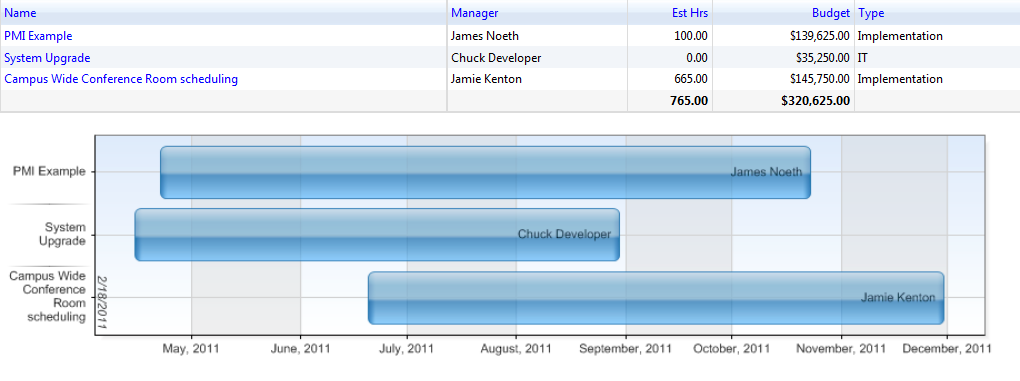 Name Manager Est Hrs Budget Type
PMI Example James Noeth 100.00 $139,625.00 Implementation
System Upgrade Chuck Developer 0.00 $35,250.00 IT
Campus Wide Conference Room scheduling Jamie Kenton 665.00 $145,750.00 Implementation
765.00 $320,625.00
PMI Example
James Noeth
System
Upgrade
Chuck Developer
Campus Wide
Conference
Room
scheduling
2/18/2011
Jamie Kenton
May, 2011 June, 2011 July, 2011 August, 2011 September, 2011 October, 2011 November, 2011 December, 2011